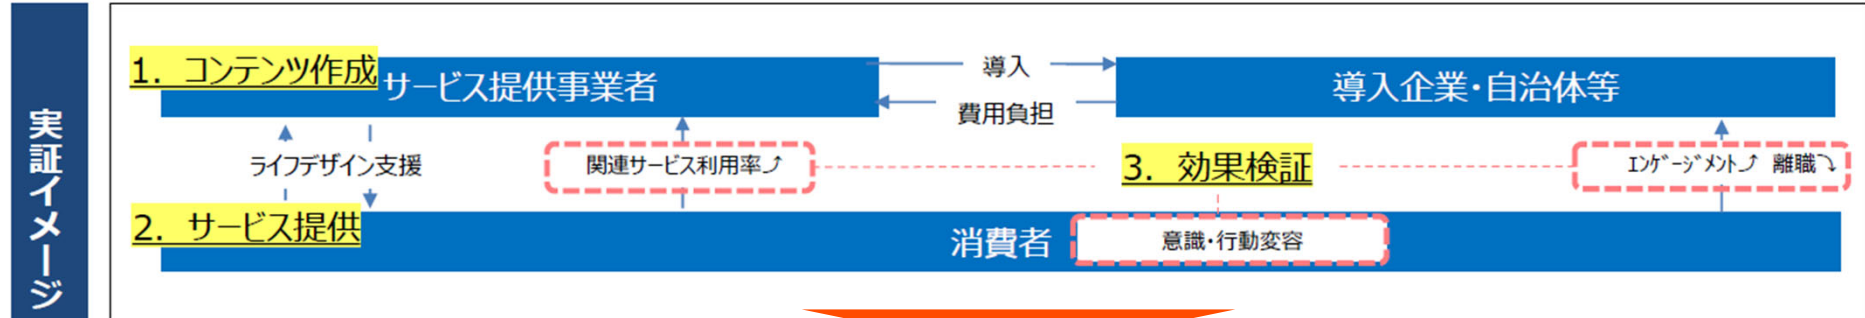 実証イメージ
1. コンテンツ作成
サービス提供事業者
導入
費用負担
導入企業・自治体等
ライフデザイン支援
関連サービス利用率⤴
3. 効果検証
ｴﾝｹﾞｰｼﾞﾒﾝﾄ⤴ 離職⤵
2. サービス提供
消費者
意識・行動変容